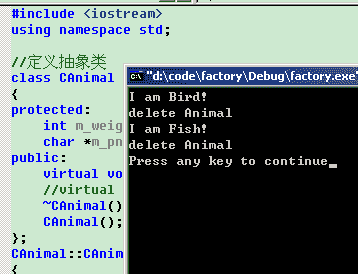 #include <iostream>
using namespace std;
//定义抽象类
class CAnimal
{
protected:
int m_weig
char *m_pn
public:
virtual vo
//virtual
~CAnimal()
CAnimal();
};
CAnimal::CAnim
{
"d:\code\factory\Debug\factory.exe"
I am Bird!
delete Animal
I am Fish!
delete Animal
Press any key to continue_